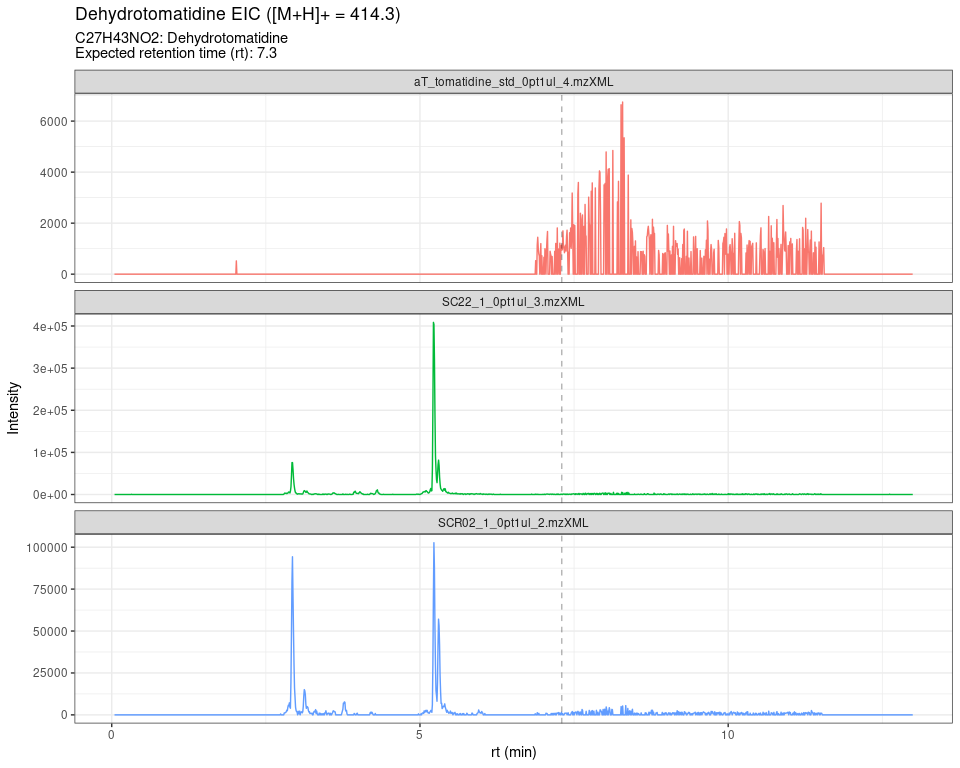 Dehydrotomatidine EIC ([M+H]+ = 414.3)
C27H43NO2: Dehydrotomatidine
Expected retention time (rt): 7.3
aT_tomatidine_std_0pt1ul_4.mzXML
6000
4000
2000
0
SC22_1_0pt1ul_3.mzXML
4e+05
3e+05
2e+05
1e+05
0e+00
Intensity
SCR02_1_0pt1ul_2.mzXML
100000
75000
50000
25000
0
0 5 10
rt (min)